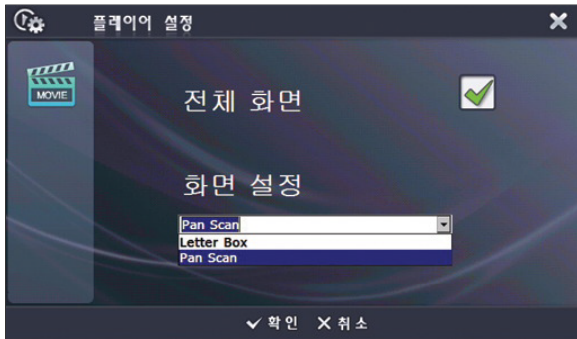 플레이어 설정
MOVIE
전체 화면
화면 설정
Pan Scan
Letter Box
Pan Scan
확인 취소